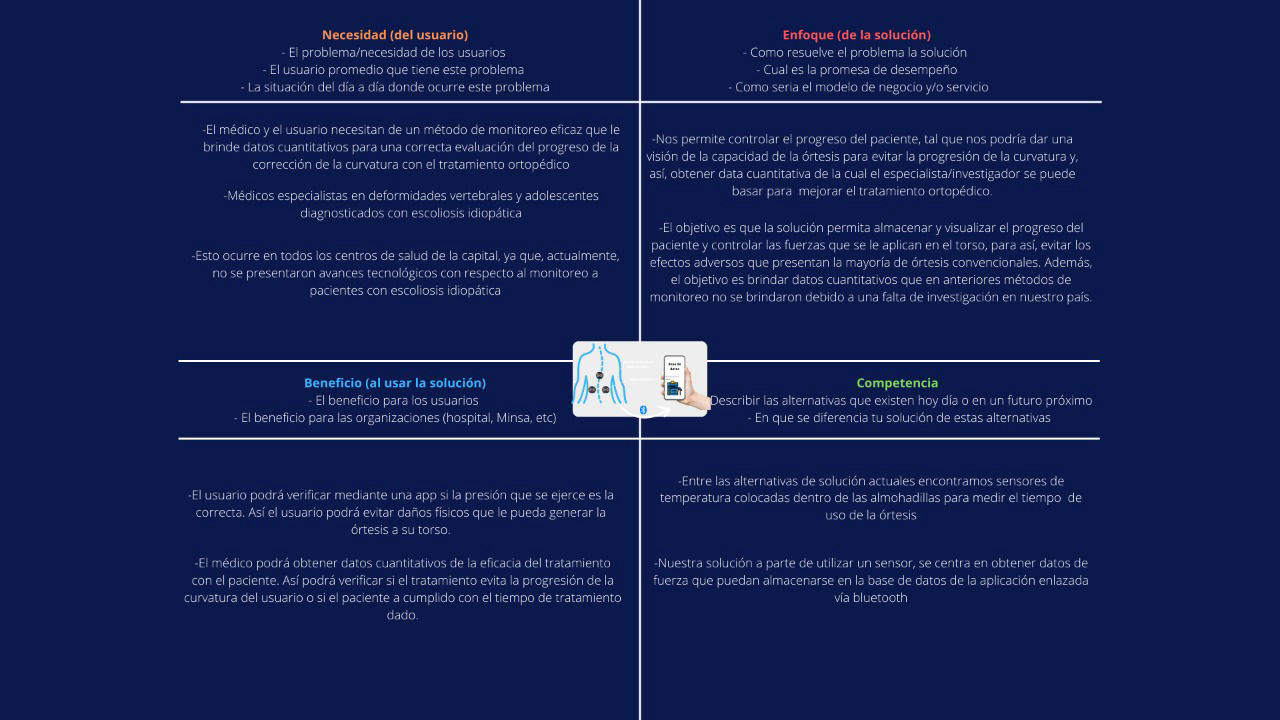 Necesidad (del usuario)
- El problema/necesidad de los usuarios
- El usuario promedio que tiene este problema
- La situación del día a día donde ocurre este problema
-El médico y el usuario necesitan de un método de monitoreo eficaz que le
brinde datos cuantitativos para una correcta evaluación del progreso de la
corrección de la curvatura con el tratamiento ortopédico
-Médicos especialistas en deformidades vertebrales y adolescentes
diagnosticados con escoliosis idiopática
-Esto ocurre en todos los centros de salud de la capital, ya que, actualmente,
no se presentaron avances tecnológicos con respecto al monitoreo a
pacientes con escoliosis idiopática
Enfoque (de la solución)
- Como resuelve el problema la solución
- Cual es la promesa de desempeño
- Como seria el modelo de negocio y/o servicio
-Nos permite controlar el progreso del paciente, tal que nos podría dar una
visión de la capacidad de la órtesis para evitar la progresión de la curvatura y,
así, obtener data cuantitativa de la cual el especialista/investigador se puede
basar para mejorar el tratamiento ortopédico.
-El objetivo es que la solución permita almacenar y visualizar el progreso del
paciente y controlar las fuerzas que se le aplican en el torso, para así, evitar los
efectos adversos que presentan la mayoría de órtesis convencionales. Además,
el objetivo es brindar datos cuantitativos que en anteriores métodos de
monitoreo no se brindaron debido a una falta de investigación en nuestro país.
Base de
datos
Beneficio (al usar la solución)
- El beneficio para los usuarios
- El beneficio para las organizaciones (hospital, Minsa, etc)
-El usuario podrá verificar mediante una app si la presión que se ejerce es la
correcta. Así el usuario podrá evitar daños físicos que le pueda generar la
órtesis a su torso.
-El médico podrá obtener datos cuantitativos de la eficacia del tratamiento
con el paciente. Así podrá verificar si el tratamiento evita la progresión de la
curvatura del usuario o si el paciente a cumplido con el tiempo de tratamiento
dado.
Competencia
Describir las alternativas que existen hoy día o en un futuro próximo
- En que se diferencia tu solución de estas alternativas
-Entre las alternativas de solución actuales encontramos sensores de
temperatura colocadas dentro de las almohadillas para medir el tiempo de
uso de la órtesis
-Nuestra solución a parte de utilizar un sensor, se centra en obtener datos de
fuerza que puedan almacenarse en la base de datos de la aplicación enlazada
vía bluetooth